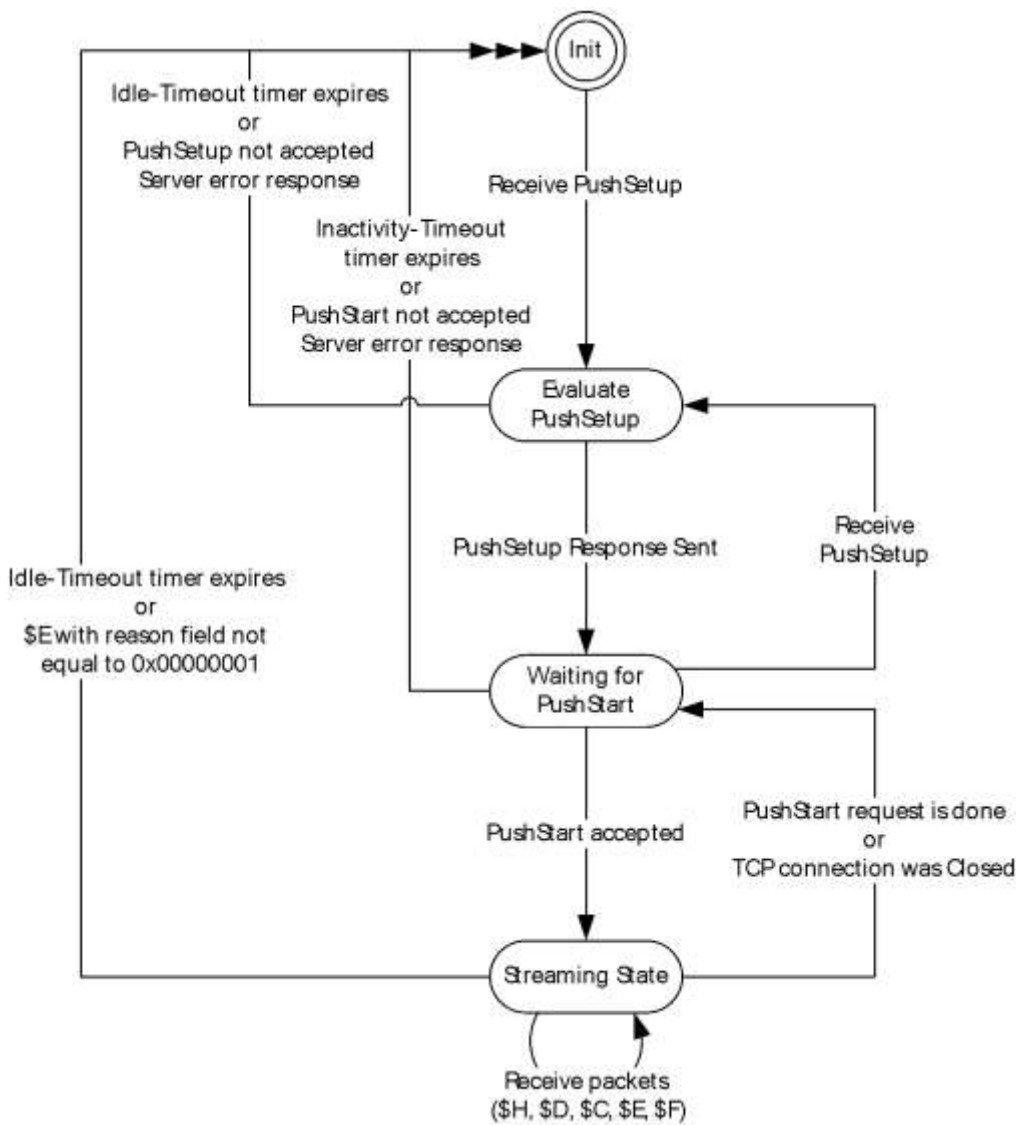 Init
Idle-Timeout timer expires
or
PushSetup not accepted
Server error response
Receive PushSetup
Inactivity-Timeout
timer expires
or
PushStart not accepted
Server error response
Evaluate
PushSetup
PushSetup Response Sent
Receive
PushSetup
Idle-Timeout timer expires
or
$E with reason field not
equal to 0x00000001
Waiting for
PushStart
PushStart accepted
PushStart request is done
or
TCP connection was Closed
Streaming State
Receive packets
($H, $D, $C, $E, $F)